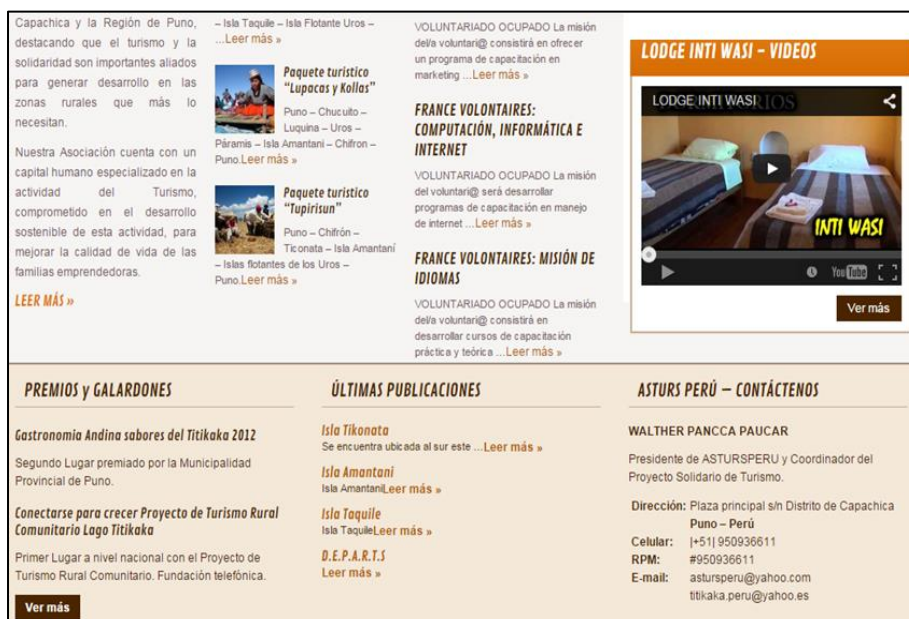 Capachica y la Región de Puno,
destacando que el turismo y la
solidaridad son importantes aliados
para generar desarrollo en las
zonas rurales que más lo
necesitan.
Nuestra Asociación cuenta con un
capital humano especializado en la
actividad del Turismo,
comprometido en el desarrollo
sostenible de esta actividad, para
mejorar la calidad de vida de las
familias emprendedoras.
LEER MÁS »
– Isla Taquile – Isla Flotante Uros –
...Leer más »
Paquete turistico
“Lupacas y Kollas”
Puno – Chucuito –
Luquina – Uros –
Páramis – Isla Amantani – Chifron –
Puno.Leer más »
Paquete turistico
“Tupirisun”
Puno – Chifrón –
Ticonata – Isla Amantaní
– Islas flotantes de los Uros –
Puno.Leer más »
VOLUNTARIADO OCUPADO La misión
del/a voluntari@ consistirá en ofrecer
un programa de capacitación en
marketing ...Leer más »
FRANCE VOLONTAIRES:
COMPUTACIÓN, INFORMÁTICA E
INTERNET
VOLUNTARIADO OCUPADO La misión
del voluntari@ será desarrollar
programas de capacitación en manejo
de internet ...Leer más »
FRANCE VOLONTAIRES: MISIÓN DE
IDIOMAS
VOLUNTARIADO OCUPADO La misión
del/a voluntari@ consistirá en
desarrollar cursos de capacitación
práctica y teórica ...Leer más »
LODGE INTI WASI – VIDEOS
LODGE INTI WASI
INTI WASI
YouTube
Ver más
PREMIOS y GALARDONES
Gastronomia Andina sabores del Titikaka 2012
Segundo Lugar premiado por la Municipalidad
Provincial de Puno.
Conectarse para crecer Proyecto de Turismo Rural
Comunitario Lago Titikaka
Primer Lugar a nivel nacional con el Proyecto de
Turismo Rural Comunitario. Fundación telefónica.
Ver más
ÚLTIMAS PUBLICACIONES
Isla Tikonata
Se encuentra ubicada al sur este ...Leer más »
Isla Amantani
Isla AmantaniLeer más »
Isla Taquile
Isla TaquileLeer más »
D.E.P.A.R.T.S
Leer más »
ASTURS PERÚ – CONTÁCTENOS
WALTHER PANCCA PAUCAR
Presidente de ASTURSPERU y Coordinador del
Proyecto Solidario de Turismo.
Dirección: Plaza principal s/n Distrito de Capachica
Puno – Perú
Celular: |+51| 950936611
RPM: #950936611
E-mail: astursperu@yahoo.com
titikaka.peru@yahoo.es